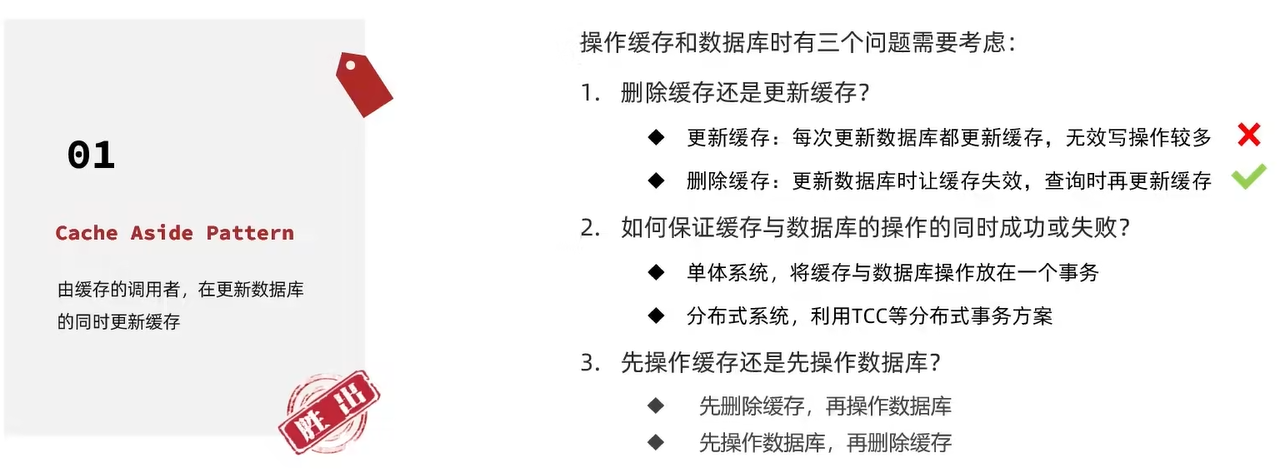 01
Cache Aside Pattern
由缓存的调用者，在更新数据库
的同时更新缓存
胜出
操作缓存和数据库时有三个问题需要考虑：
1. 删除缓存还是更新缓存？
◆ 更新缓存：每次更新数据库都更新缓存，无效写操作较多
◆ 删除缓存：更新数据库时让缓存失效，查询时再更新缓存
2. 如何保证缓存与数据库的操作的同时成功或失败？
◆ 单体系统，将缓存与数据库操作放在一个事务
◆ 分布式系统，利用TCC等分布式事务方案
3. 先操作缓存还是先操作数据库？
◆ 先删除缓存，再操作数据库
◆ 先操作数据库，再删除缓存